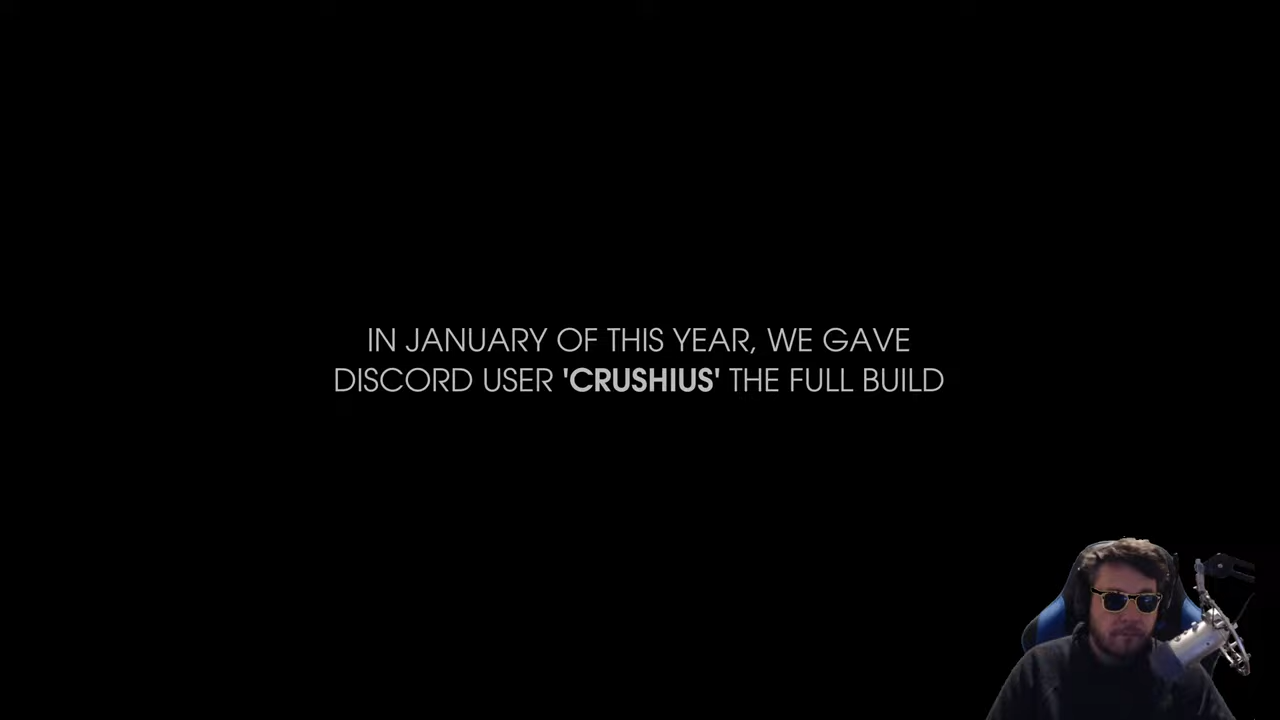 IN JANUARY OF THIS YEAR, WE GAVE
DISCORD USER 'CRUSHIUS' THE FULL BUILD